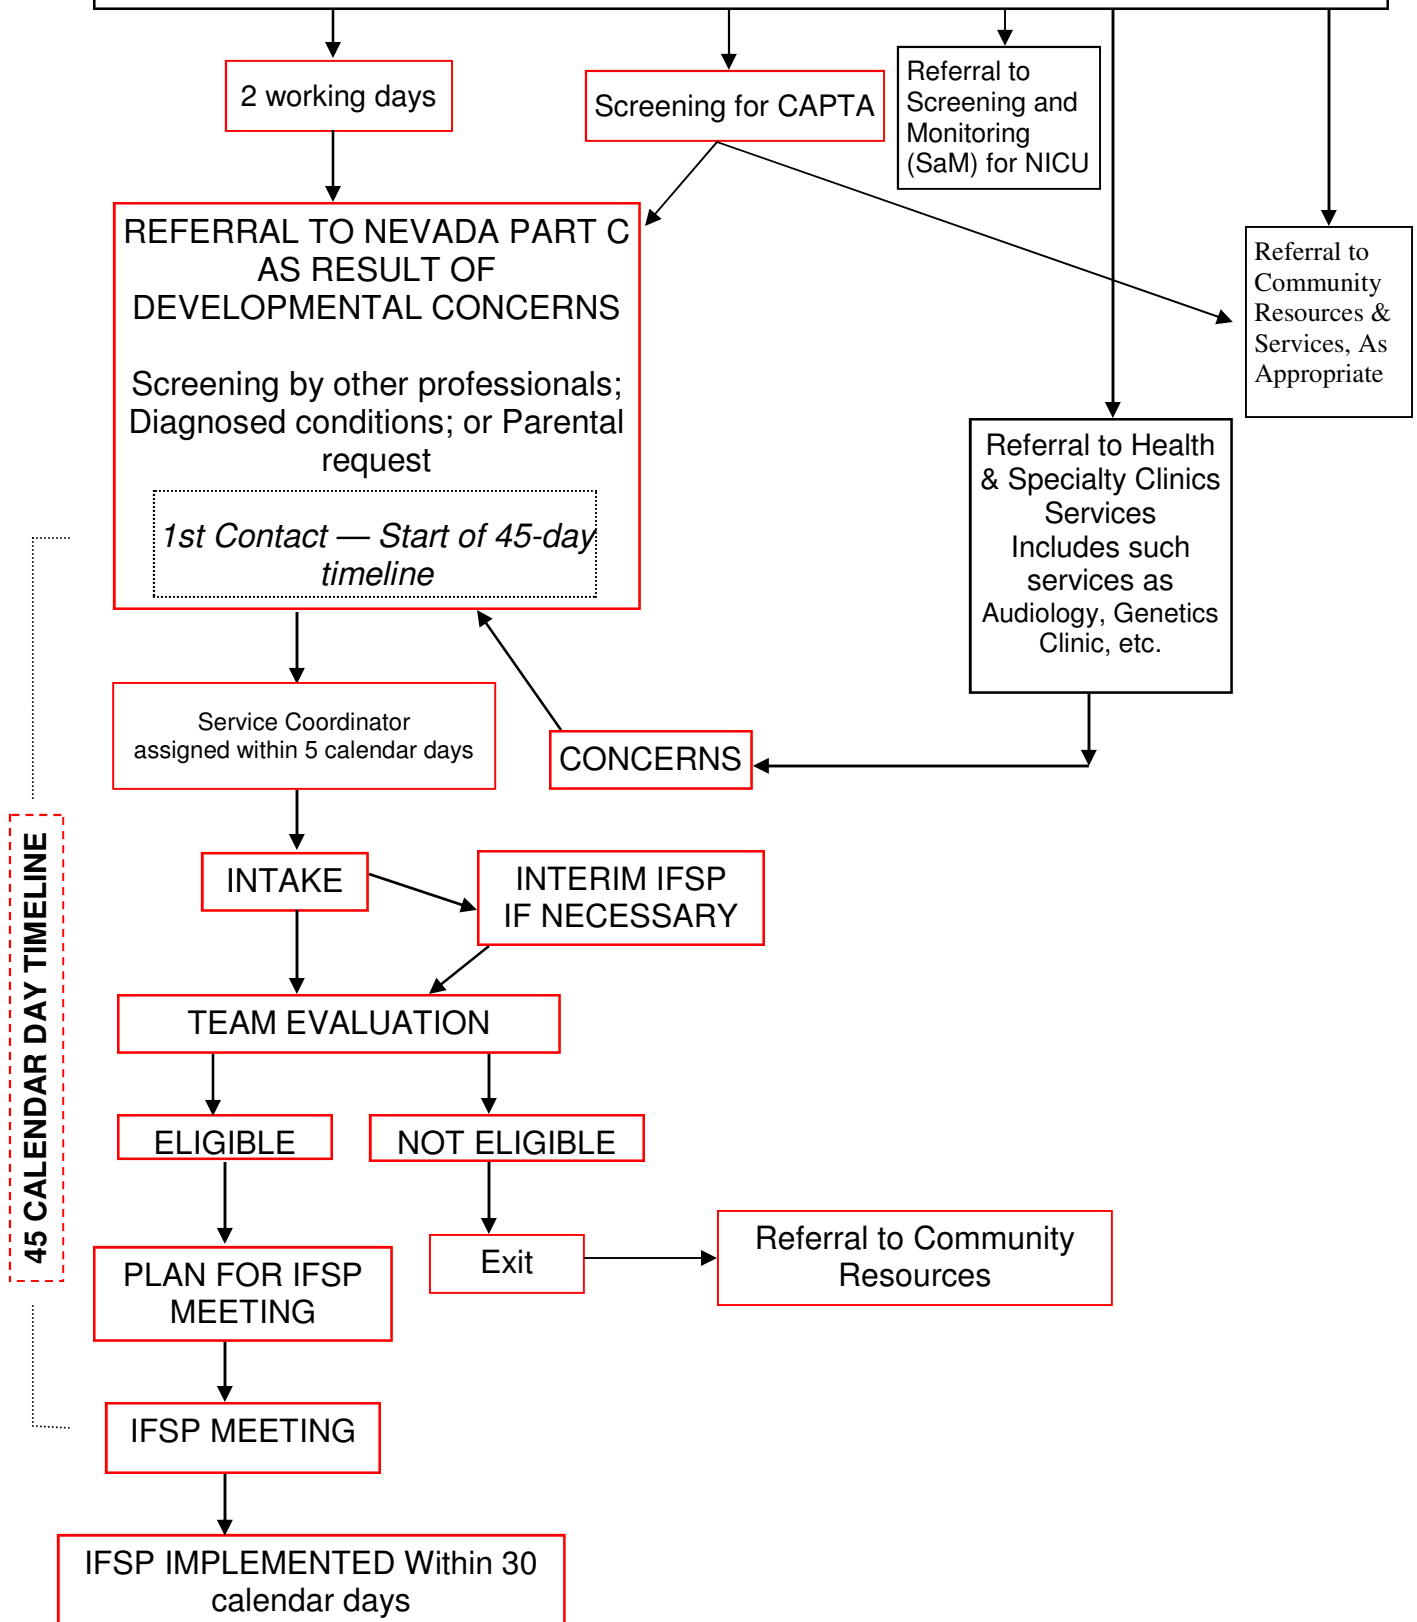 2 working days
Screening for CAPTA
Referral to
Screening and
Monitoring
(SaM) for NICU
REFERRAL TO NEVADA PART C
AS RESULT OF
DEVELOPMENTAL CONCERNS
Screening by other professionals;
Diagnosed conditions; or Parental
request
1st Contact — Start of 45-day
timeline
Referral to
Community
Resources &
Services, As
Appropriate
Referral to Health
& Specialty Clinics
Services
Includes such
services as
Audiology, Genetics
Clinic, etc.
Service Coordinator
assigned within 5 calendar days
CONCERNS
45 CALENDAR DAY TIMELINE
INTAKE
INTERIM IFSP
IF NECESSARY
TEAM EVALUATION
ELIGIBLE
NOT ELIGIBLE
PLAN FOR IFSP
MEETING
Exit
Referral to Community
Resources
IFSP MEETING
IFSP IMPLEMENTED Within 30
calendar days